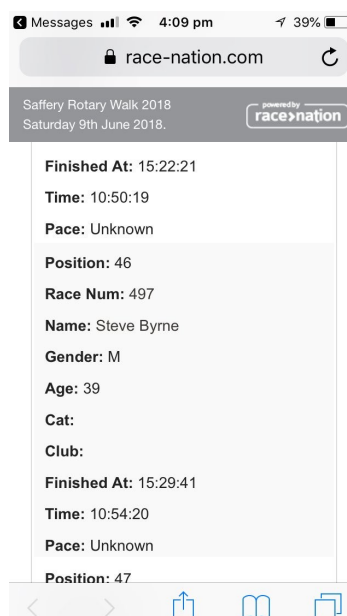 Messages 4:09 pm 39%
race-nation.com
Saffery Rotary Walk 2018
Saturday 9th June 2018.
powered by
race>nation
Finished At: 15:22:21
Time: 10:50:19
Pace: Unknown
Position: 46
Race Num: 497
Name: Steve Byrne
Gender: M
Age: 39
Cat:
Club:
Finished At: 15:29:41
Time: 10:54:20
Pace: Unknown
Position: 47